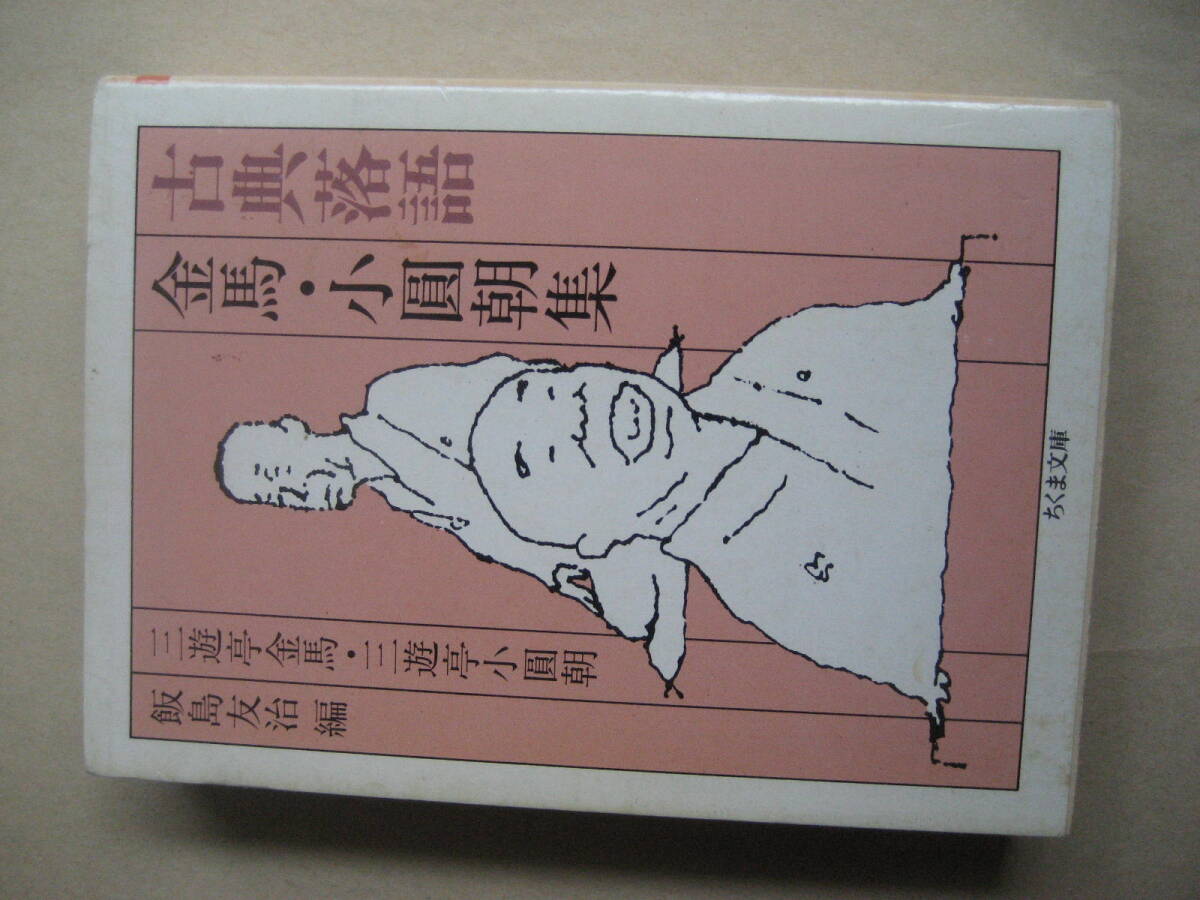 古典落語
金馬・小圓朝集
三遊亭金馬・三遊亭小圓朝
飯島友治編
ちくま文庫